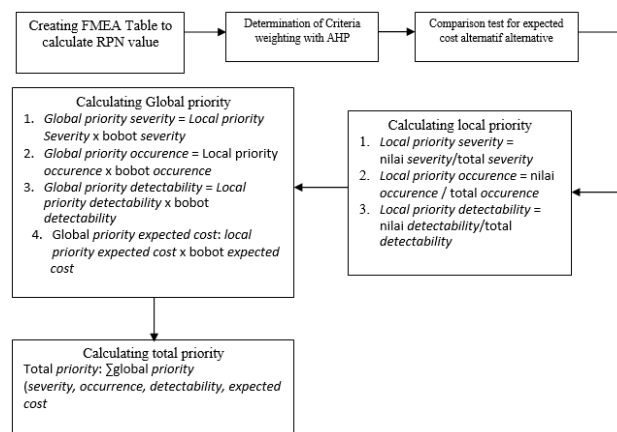 Creating FMEA Table to
calculate RPN value
Determination of Criteria
weighting with AHP
Comparison test for expected
cost alternatif alternative
Calculating local priority
1. Local priority severity =
nilai severity/total severity
2. Local priority occurence = nilai
occurence / total occurence
3. Local priority detectability =
nilai detectability/total
detectability
Calculating Global priority
1. Global priority severity = Local priority
Severity x bobot severity
2. Global priority occurence = Local priority
occurence x bobot occurence
3. Global priority detectability = Local
priority detectability x bobot
detectability
4. Global priority expected cost: local
priority expected cost x bobot expected
cost
Calculating total priority
Total priority: ∑global priority
(severity, occurrence, detectability, expected
cost